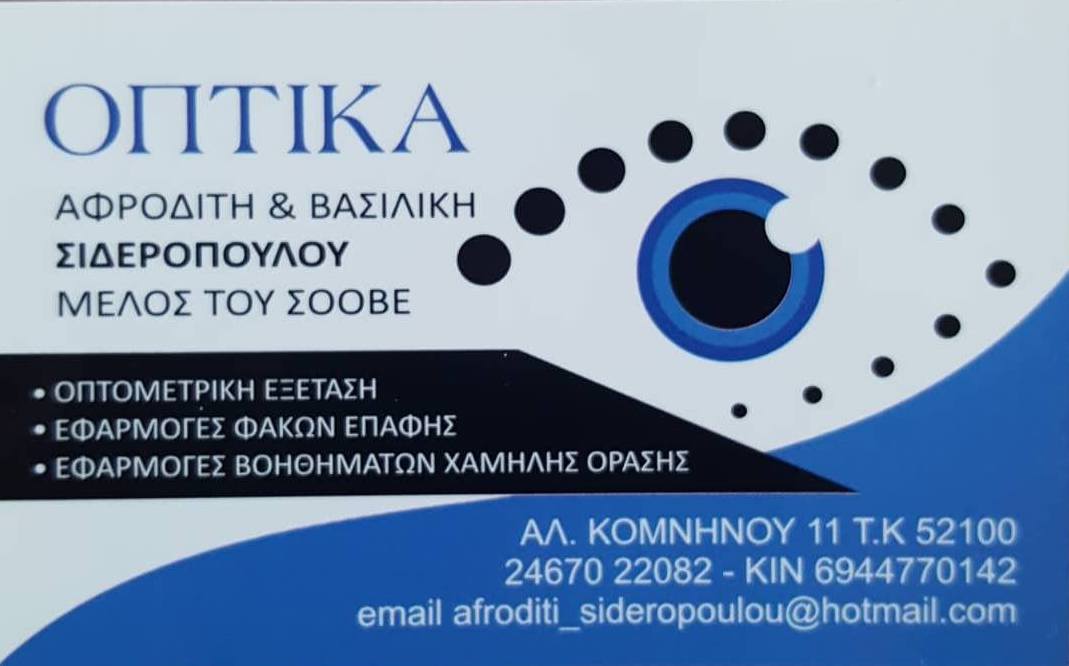 ΟΠΤΙΚΑ
ΑΦΡΟΔΙΤΗ & ΒΑΣΙΛΙΚΗ
ΣΙΔΕΡΟΠΟΥΛΟΥ
ΜΕΛΟΣ ΤΟΥ ΣΟΟΒΕ
• ΟΠΤΟΜΕΤΡΙΚΗ ΕΞΕΤΑΣΗ
• ΕΦΑΡΜΟΓΕΣ ΦΑΚΩΝ ΕΠΑΦΗΣ
• ΕΦΑΡΜΟΓΕΣ ΒΟΗΘΗΜΑΤΩΝ ΧΑΜΗΛΗΣ ΟΡΑΣΗΣ
ΑΛ. ΚΟΜΝΗΝΟΥ 11 Τ.Κ 52100
24670 22082 - ΚΙΝ 6944770142
email afroditi_sideropoulou@hotmail.com